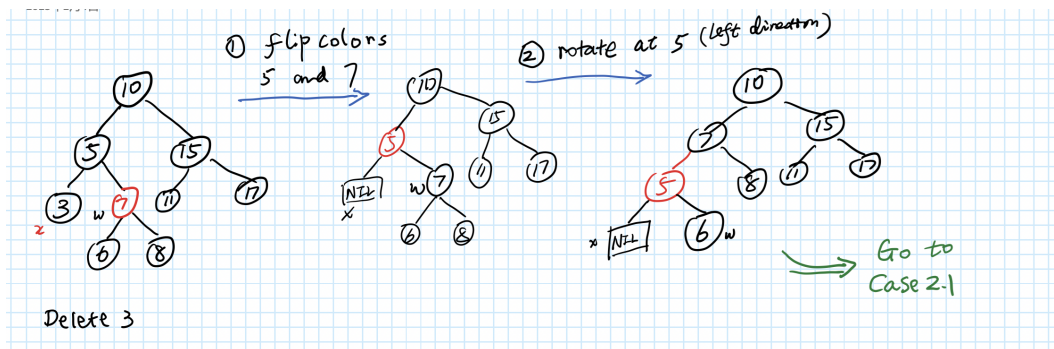 ① flip colors
5 and 7
② rotate at 5 (left direction)
10
5
15
3
w
7
11
17
x
6
8
10
5
15
NIL
w
7
11
17
x
6
8
10
7
15
5
8
11
17
x
NIL
6
w
Go to
Case 2.1
Delete 3